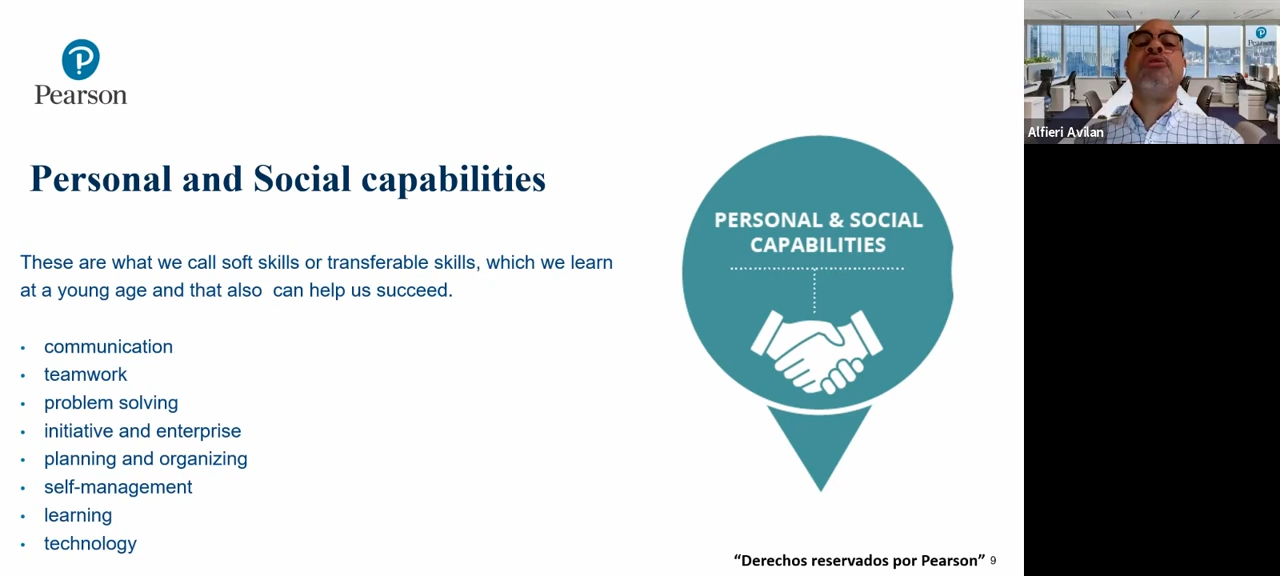 Pearson
Personal and Social capabilities
These are what we call soft skills or transferable skills, which we learn
at a young age and that also  can help us succeed.
• communication
• teamwork
• problem solving
• initiative and enterprise
• planning and organizing
• self-management
• learning
• technology
PERSONAL & SOCIAL
CAPABILITIES
“Derechos reservados por Pearson” 9
Pearson
Alfieri Avilan